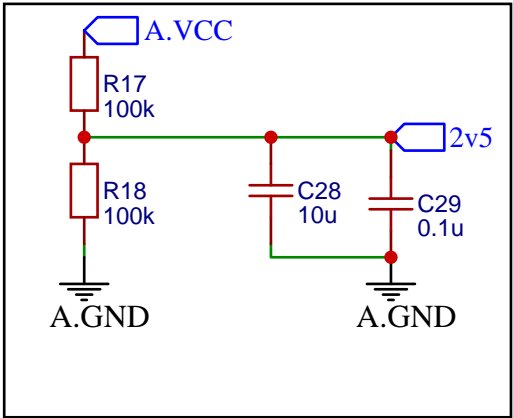 A.VCC
R17
100k
2v5
R18
100k
C28
10u
C29
0.1u
A.GND
A.GND